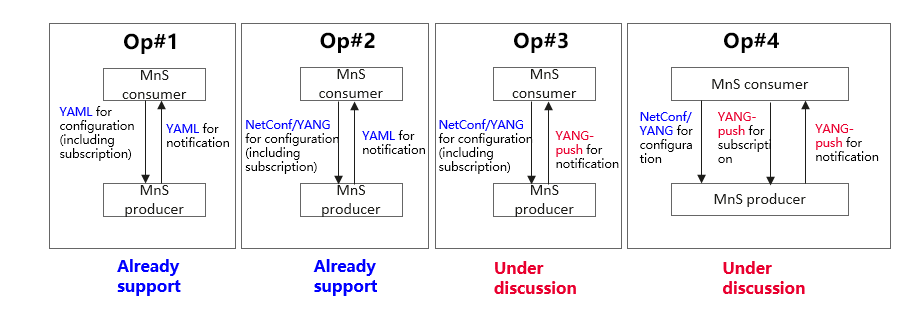 Op#1
MnS
consumer
YAML for
configuration
(including
subscription)
YAML for
notification
MnS
producer
Already
support
Op#2
MnS
consumer
NetConf/YANG
for configuration
(including
subscription)
YAML for
notification
MnS
producer
Already
support
Op#3
MnS
consumer
NetConf/YANG
for configuration
(including
subscription)
YANG-
push for
notification
MnS
producer
Under
discussion
Op#4
MnS consumer
NetConf/
YANG for
configura
tion
YANG-
push for
subscripti
on
YANG-
push for
notification
MnS producer
Under
discussion